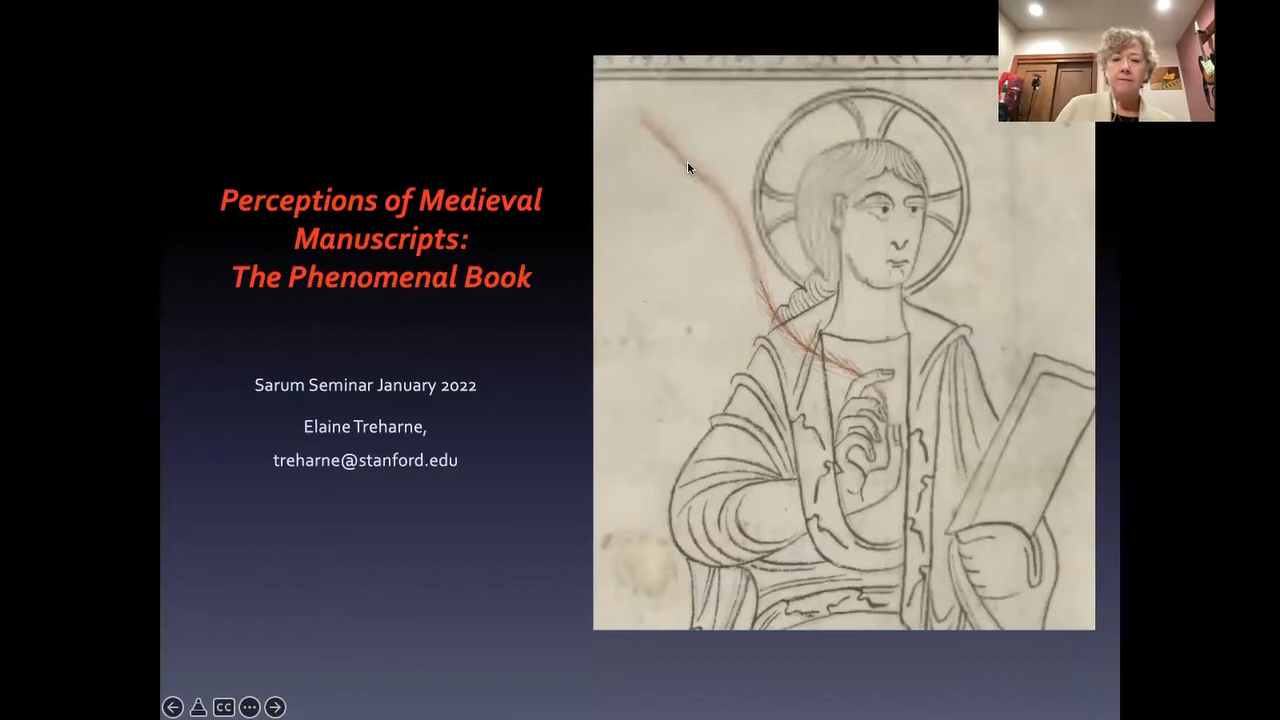 Perceptions of Medieval
Manuscripts:
The Phenomenal Book
Sarum Seminar January 2022
Elaine Treharne,
treharne@stanford.edu
CC